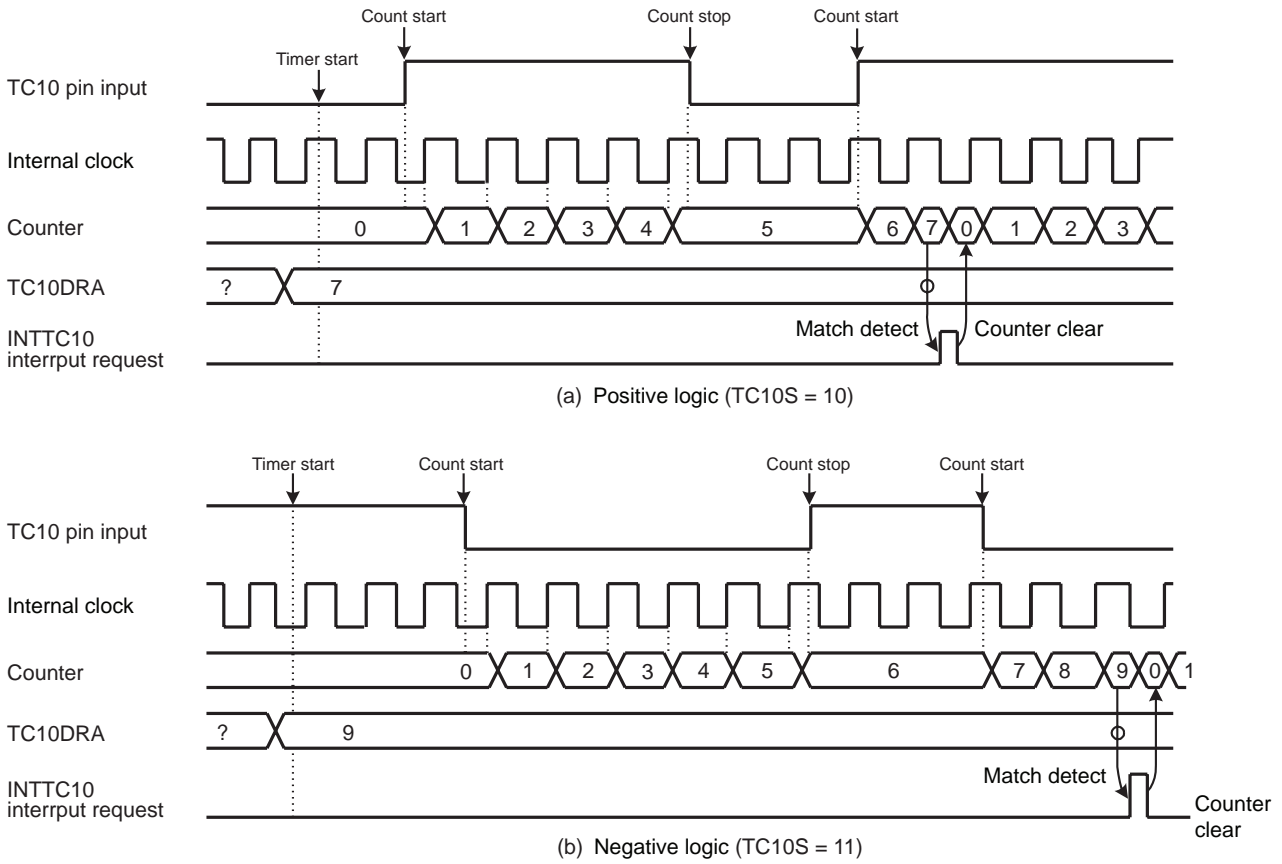 Count start Count stop Count start
Timer start
TC10 pin input
Internal clock
Counter 0 1 2 3 4 5 6 7 0 1 2 3
TC10DRA ? 7
Match detect Counter clear
INTTC10
interrput request
(a) Positive logic (TC10S = 10)
Timer start Count start Count stop Count start
TC10 pin input
Internal clock
Counter 0 1 2 3 4 5 6 7 8 9 0 1
TC10DRA ? 9
Match detect
INTTC10
interrput request
Counter
clear
(b) Negative logic (TC10S = 11)